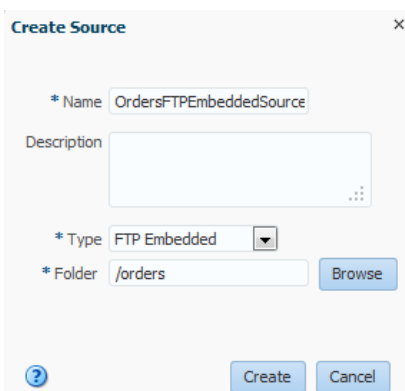 Create Source ×
* Name OrdersFTPEmbeddedSource
Description
* Type FTP Embedded
* Folder /orders Browse
? Create Cancel